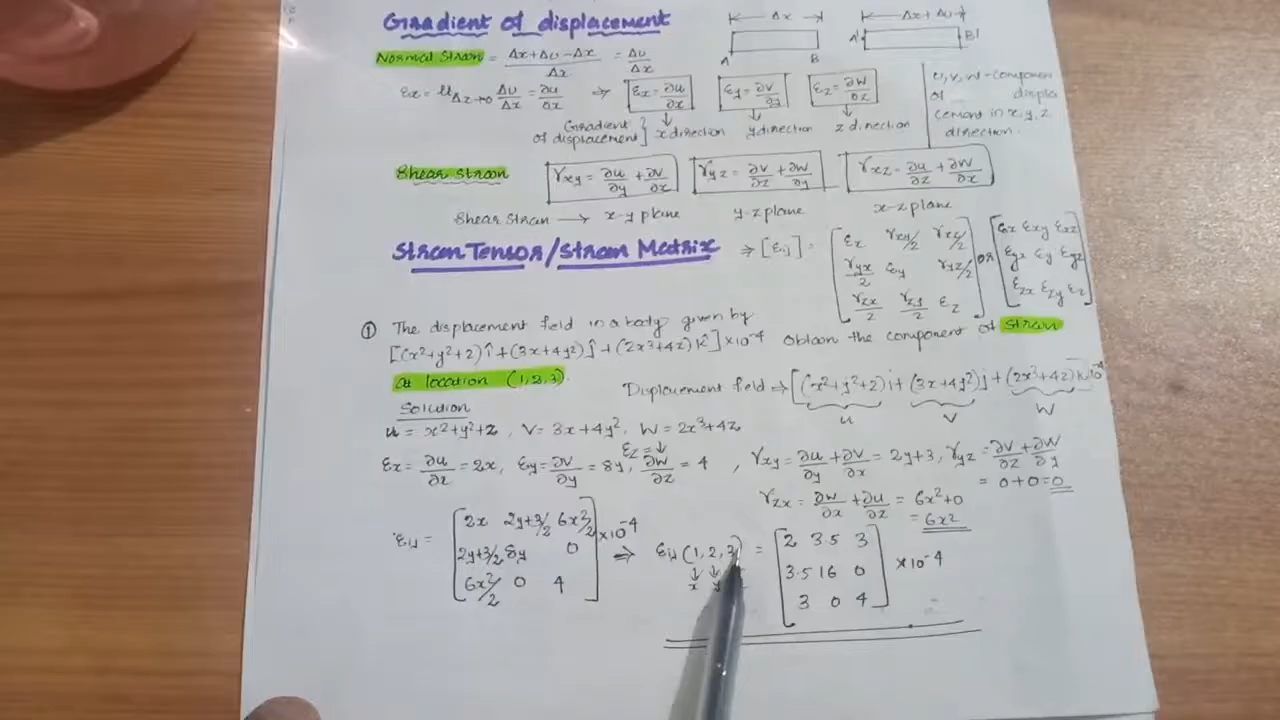 Gradient of displacement
Δx Δx+Δu
A B A' B'
Normal Strain = Δx+Δu-Δx/Δx = Δu/Δx
εx = Δx→0 Δu/Δx = ∂u/∂x ⇒ εx = ∂u/∂x εy = ∂v/∂y εz = ∂w/∂z
Gradient of displacement } x direction y direction z direction
u, v, w - component
of displa
cement in x, y, z
direction.
Shear Strain γxy = ∂u/∂y + ∂v/∂x γyz = ∂v/∂z + ∂w/∂y γxz = ∂u/∂z + ∂w/∂x
Shear Strain → x-y plane y-z plane x-z plane
Strain Tensor/Strain Matrix ⇒ [εij] =
[εx γxy/2 γxz/2
γyx/2 εy γyz/2
γzx/2 γzy/2 εz]
or
[εx εxy εxz
εyx εy εyz
εzx εzy εz]
① The displacement field in a body given by
[(x²+y²+2)î+(3x+4y²)ĵ+(2x³+4z)k̂]×10⁻⁴ obtain the component of strain
at location (1,2,3).
Displacement field ⇒ [(x²+y²+2)i+(3x+4y²)j+(2x³+4z)k]10⁻⁴
u v w
Solution
u = x²+y²+2, V = 3x+4y², W = 2x³+4z
εz=↓
εx = ∂u/∂x = 2x, εy = ∂v/∂y = 8y, ∂w/∂z = 4, γxy = ∂u/∂y + ∂v/∂x = 2y+3, γyz = ∂v/∂z + ∂w/∂y
= 0+0=0
γzx = ∂w/∂x + ∂u/∂z = 6x²+0
= 6x²
εij =
[2x 2y+3/2 6x²/2
2y+3/2 8y 0
6x²/2 0 4] ×10⁻⁴
⇒ εij (1,2,3) =
x y
[2 3.5 3
3.5 16 0
3 0 4] ×10⁻⁴